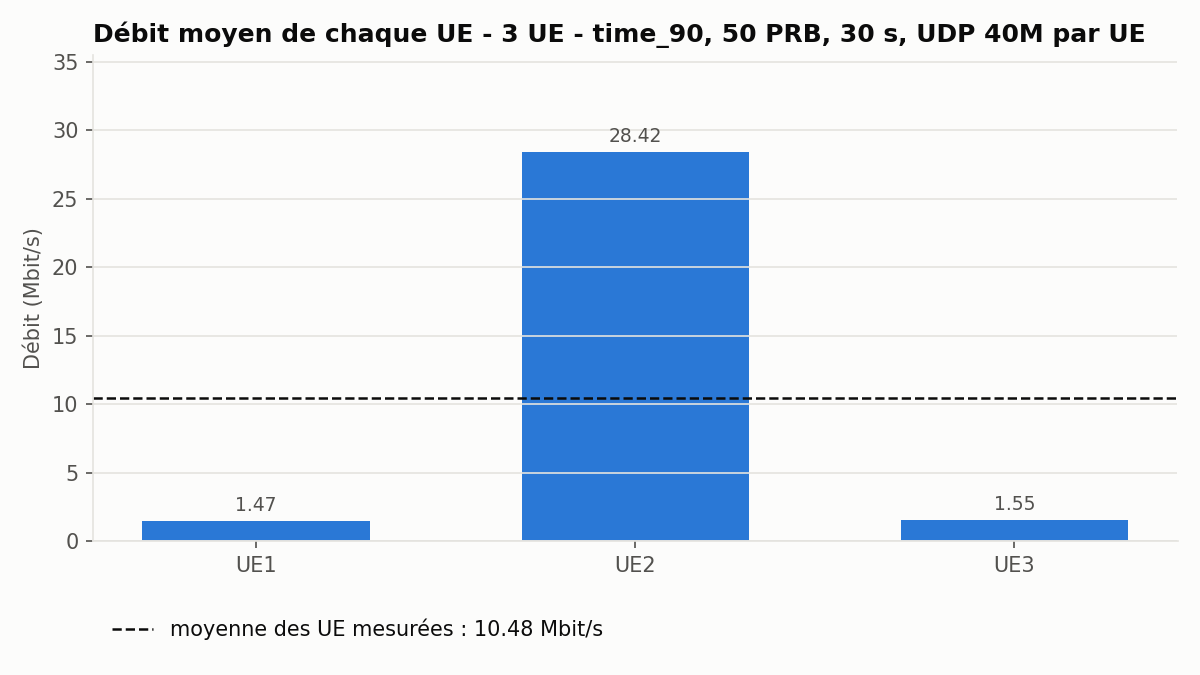 Débit moyen de chaque UE - 3 UE - time_90, 50 PRB, 30 s, UDP 40M par UE
Débit (Mbit/s)
35
30
25
20
15
10
5
0
28.42
1.47
1.55
UE1
UE2
UE3
moyenne des UE mesurées : 10.48 Mbit/s